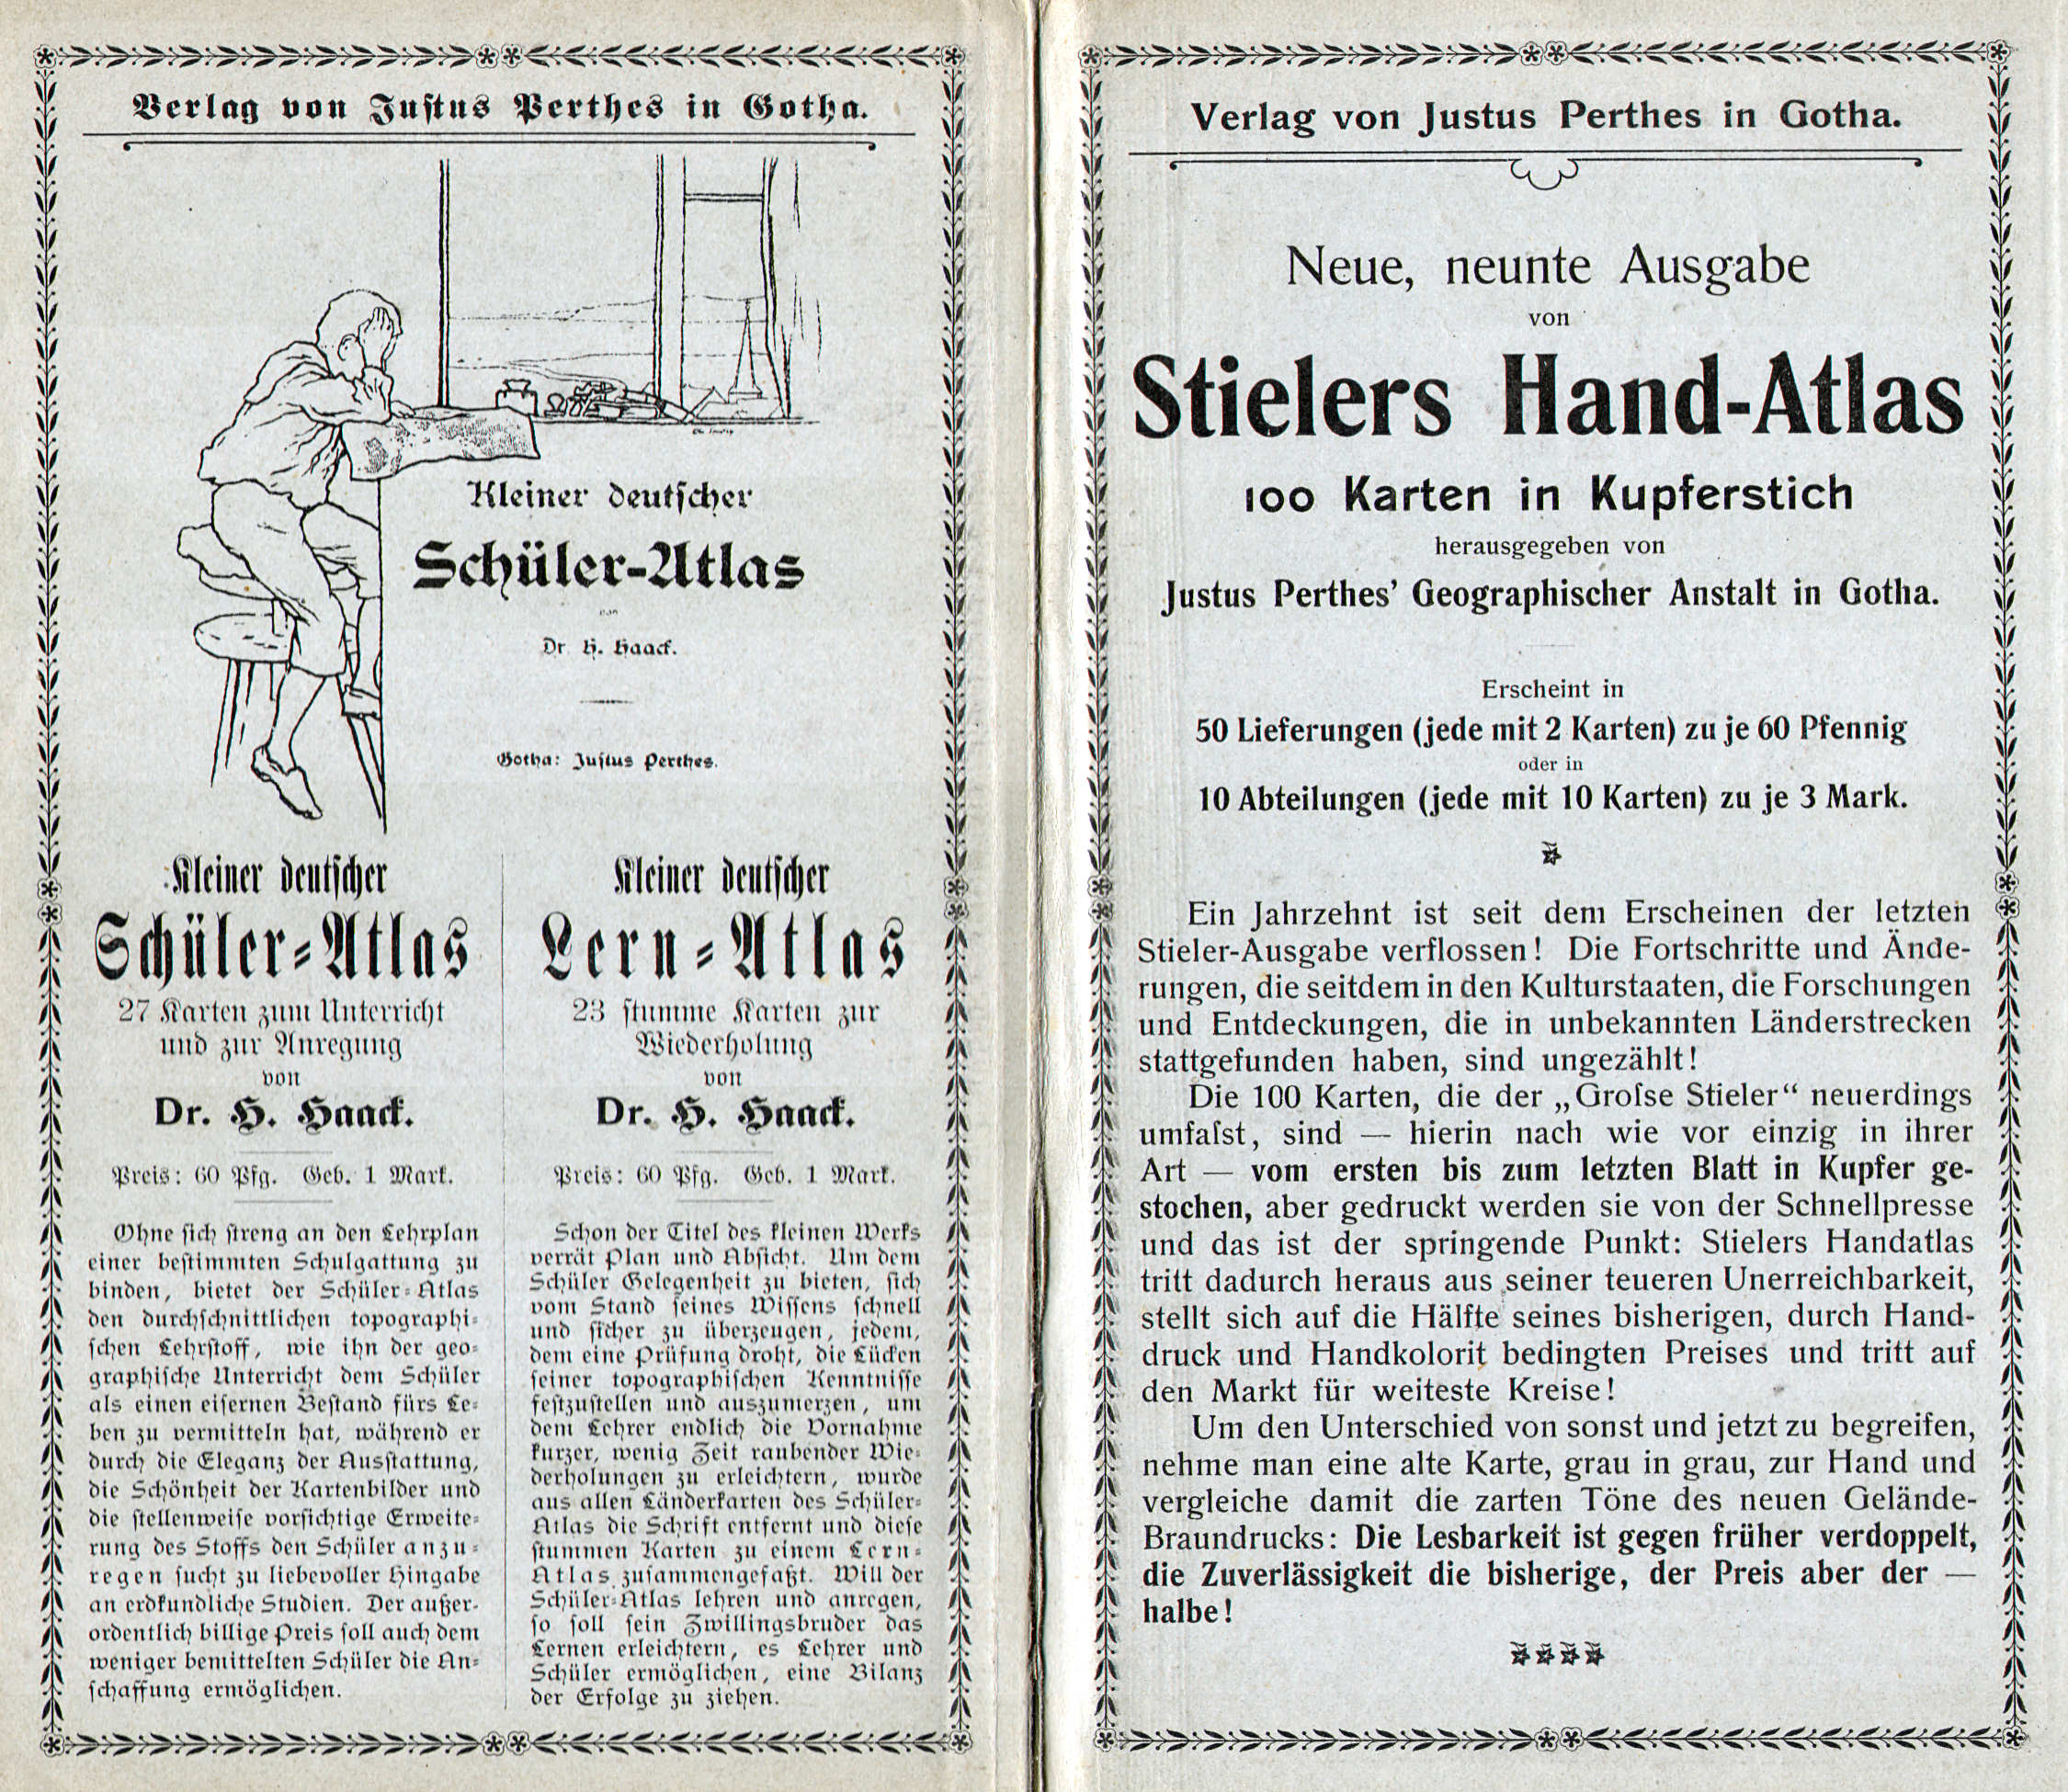 Verlag von Juſtus Perthes in Gotha.
Kleiner deutſcher
Schüler-Atlas
von
Dr. H. Haack.
Gotha: Juſtus Perthes.
Kleiner deutſcher
Schüler-Atlas
27 Karten zum Unterricht
und zur Anregung
von
Dr. H. Haack.
Preis: 60 Pfg. Geb. 1 Mark.
Ohne ſich ſtreng an den Lehrplan
einer beſtimmten Schulgattung zu
binden, bietet der Schüler-Atlas
den durchſchnittlichen topographi-
ſchen Lehrſtoff, wie ihn der geo-
graphiſche Unterricht dem Schüler
als einen eiſernen Beſtand fürs Le-
ben zu vermitteln hat, während er
durch die Eleganz der Ausſtattung,
die Schönheit der Kartenbilder und
die ſtellenweiſe vorſichtige Erweite-
rung des Stoffs den Schüler anzu-
regen ſucht zu liebevoller Hingabe
an erdkundliche Studien. Der außer-
ordentlich billige Preis ſoll auch dem
weniger bemittelten Schüler die An-
ſchaffung ermöglichen.
Kleiner deutſcher
Lern-Atlas
23 ſtumme Karten zur
Wiederholung
von
Dr. H. Haack.
Preis: 60 Pfg. Geb. 1 Mark.
Schon der Titel des kleinen Werks
verrät Plan und Abſicht. Um dem
Schüler Gelegenheit zu bieten, ſich
vom Stand ſeines Wiſſens ſchnell
und ſicher zu überzeugen, jedem,
dem eine Prüfung droht, die Lücken
ſeiner topographiſchen Kenntniſſe
feſtzuſtellen und auszumerzen, um
dem Lehrer endlich die Vornahme
kurzer, wenig Zeit raubender Wie-
derholungen zu erleichtern, wurde
aus allen Länderkarten des Schüler-
Atlas die Schrift entfernt und dieſe
ſtummen Karten zu einem Lern-
Atlas zuſammengefaßt. Will der
Schüler-Atlas lehren und anregen,
ſo ſoll ſein Zwillingsbruder das
Lernen erleichtern, es Lehrer und
Schüler ermöglichen, eine Bilanz
der Erfolge zu ziehen.
Verlag von Justus Perthes in Gotha.
Neue, neunte Ausgabe
von
Stielers Hand-Atlas
100 Karten in Kupferstich
herausgegeben von
Justus Perthes’ Geographischer Anstalt in Gotha.
Erscheint in
50 Lieferungen (jede mit 2 Karten) zu je 60 Pfennig
oder in
10 Abteilungen (jede mit 10 Karten) zu je 3 Mark.
Ein Jahrzehnt ist seit dem Erscheinen der letzten
Stieler-Ausgabe verflossen! Die Fortschritte und Ände-
rungen, die seitdem in den Kulturstaaten, die Forschungen
und Entdeckungen, die in unbekannten Länderstrecken
stattgefunden haben, sind ungezählt!
Die 100 Karten, die der „Groſse Stieler“ neuerdings
umfaſst, sind — hierin nach wie vor einzig in ihrer
Art — vom ersten bis zum letzten Blatt in Kupfer ge-
stochen, aber gedruckt werden sie von der Schnellpresse
und das ist der springende Punkt: Stielers Handatlas
tritt dadurch heraus aus seiner teueren Unerreichbarkeit,
stellt sich auf die Hälfte seines bisherigen, durch Hand-
druck und Handkolorit bedingten Preises und tritt auf
den Markt für weiteste Kreise!
Um den Unterschied von sonst und jetzt zu begreifen,
nehme man eine alte Karte, grau in grau, zur Hand und
vergleiche damit die zarten Töne des neuen Gelände-
Braundrucks: Die Lesbarkeit ist gegen früher verdoppelt,
die Zuverlässigkeit die bisherige, der Preis aber der —
halbe!